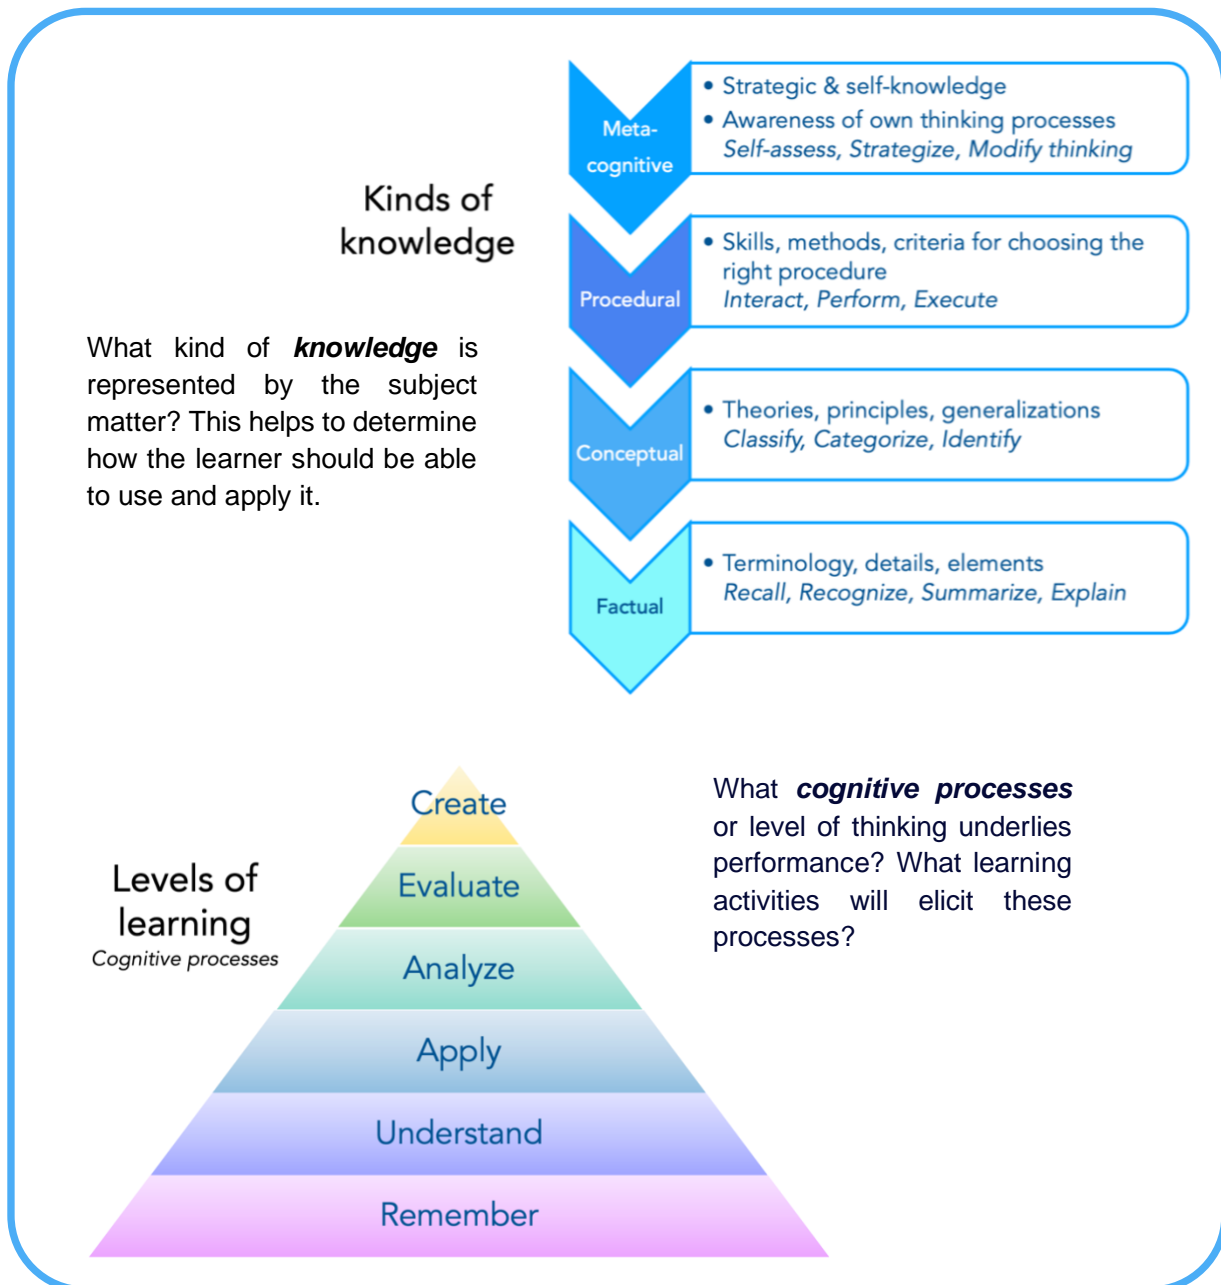 Kinds of
knowledge
What kind of knowledge is
represented by the subject
matter? This helps to determine
how the learner should be able
to use and apply it.
Meta-
cognitive
• Strategic & self-knowledge
• Awareness of own thinking processes
Self-assess, Strategize, Modify thinking
Procedural
• Skills, methods, criteria for choosing the
right procedure
Interact, Perform, Execute
Conceptual
• Theories, principles, generalizations
Classify, Categorize, Identify
Factual
• Terminology, details, elements
Recall, Recognize, Summarize, Explain
Levels of
learning
Cognitive processes
Create
Evaluate
Analyze
Apply
Understand
Remember
What cognitive processes
or level of thinking underlies
performance? What learning
activities will elicit these
processes?